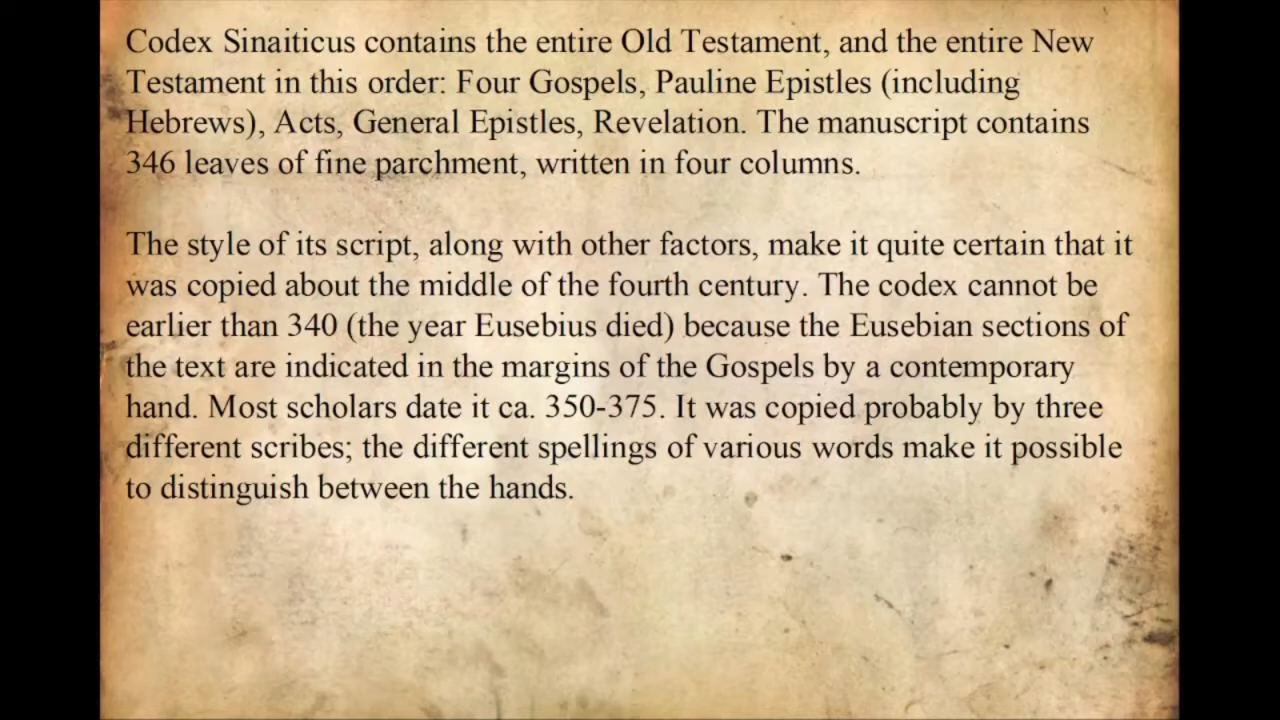 Codex Sinaiticus contains the entire Old Testament, and the entire New
Testament in this order: Four Gospels, Pauline Epistles (including
Hebrews), Acts, General Epistles, Revelation. The manuscript contains
346 leaves of fine parchment, written in four columns.
The style of its script, along with other factors, make it quite certain that it
was copied about the middle of the fourth century. The codex cannot be
earlier than 340 (the year Eusebius died) because the Eusebian sections of
the text are indicated in the margins of the Gospels by a contemporary
hand. Most scholars date it ca. 350-375. It was copied probably by three
different scribes; the different spellings of various words make it possible
to distinguish between the hands.